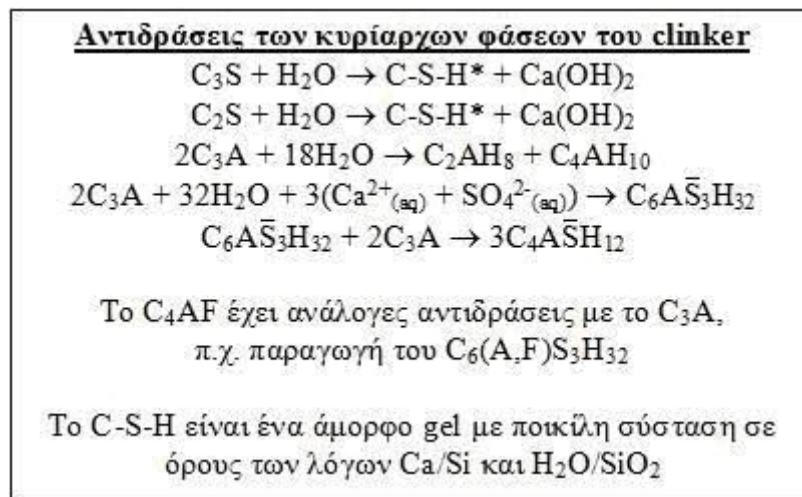 Αντιδράσεις των κυρίαρχων φάσεων του clinker
C₃S + H₂O → C-S-H* + Ca(OH)₂
C₂S + H₂O → C-S-H* + Ca(OH)₂
2C₃A + 18H₂O → C₂AH₈ + C₄AH₁₀
2C₃A + 32H₂O + 3(Ca²⁺₍aq₎ + SO₄²⁻₍aq₎) → C₆AS̅₃H₃₂
C₆AS̅₃H₃₂ + 2C₃A → 3C₄AS̅H₁₂
Το C₄AF έχει ανάλογες αντιδράσεις με το C₃A,
π.χ. παραγωγή του C₆(A,F)S₃H₃₂
Το C-S-H είναι ένα άμορφο gel με ποικίλη σύσταση σε
όρους των λόγων Ca/Si και H₂O/SiO₂